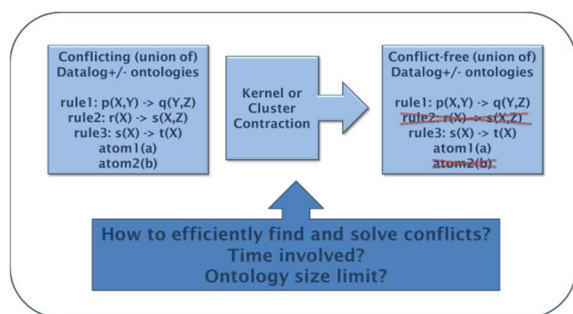 Conflicting (union of)
Datalog+/- ontologies
rule1: p(X,Y) -> q(Y,Z)
rule2: r(X) -> s(X,Z)
rule3: s(X) -> t(X)
atom1(a)
atom2(b)
Kernel or
Cluster
Contraction
Conflict-free (union of)
Datalog+/- ontologies
rule1: p(X,Y) -> q(Y,Z)
rule2: r(X) -> s(X,Z)
rule3: s(X) -> t(X)
atom1(a)
atom2(b)
How to efficiently find and solve conflicts?
Time involved?
Ontology size limit?